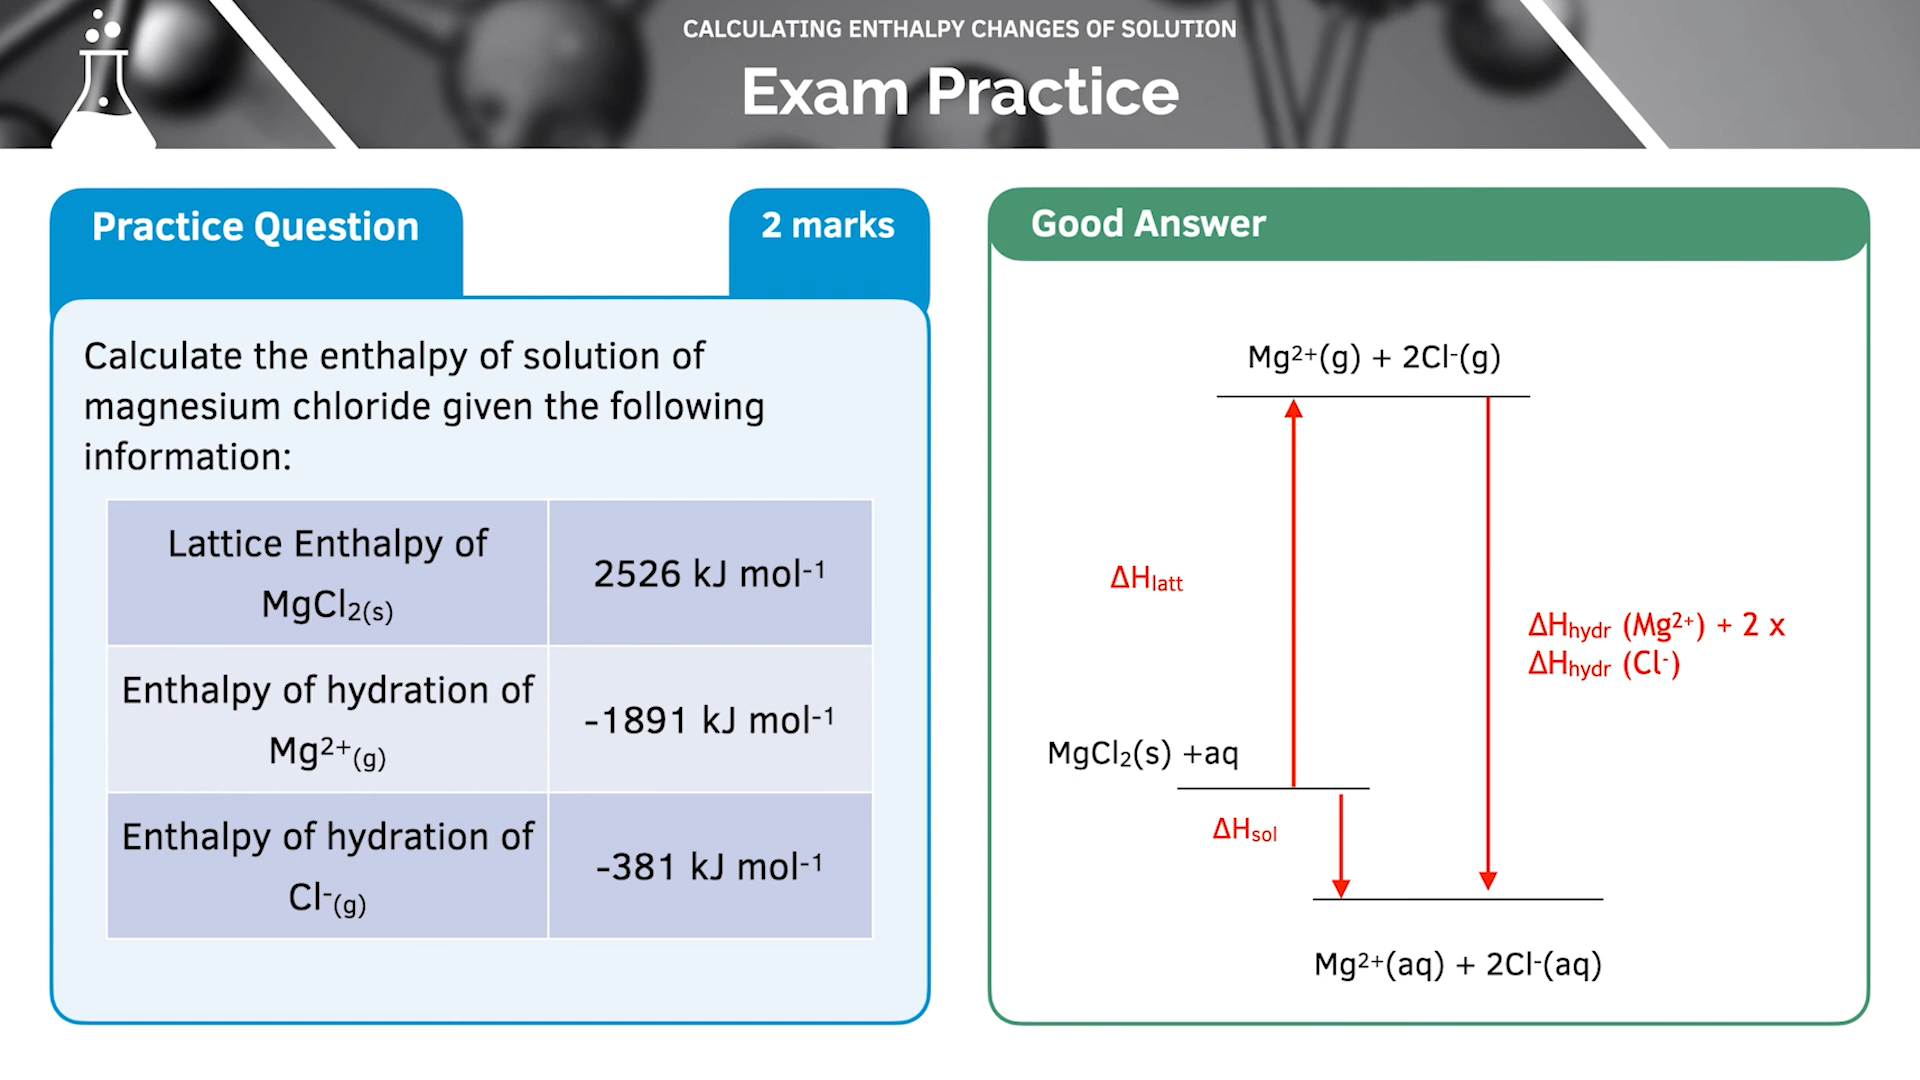 CALCULATING ENTHALPY CHANGES OF SOLUTION
Exam Practice
Practice Question
2 marks
Calculate the enthalpy of solution of
magnesium chloride given the following
information:
Lattice Enthalpy of
MgCl₂₍ₛ₎
2526 kJ mol⁻¹
Enthalpy of hydration of
Mg²⁺(g)
-1891 kJ mol⁻¹
Enthalpy of hydration of
Cl⁻(g)
-381 kJ mol⁻¹
Good Answer
Mg²⁺(g) + 2Cl⁻(g)
ΔHlatt
ΔHhydr (Mg²⁺) + 2 x
ΔHhydr (Cl⁻)
MgCl₂(s) +aq
ΔHsol
Mg²⁺(aq) + 2Cl⁻(aq)